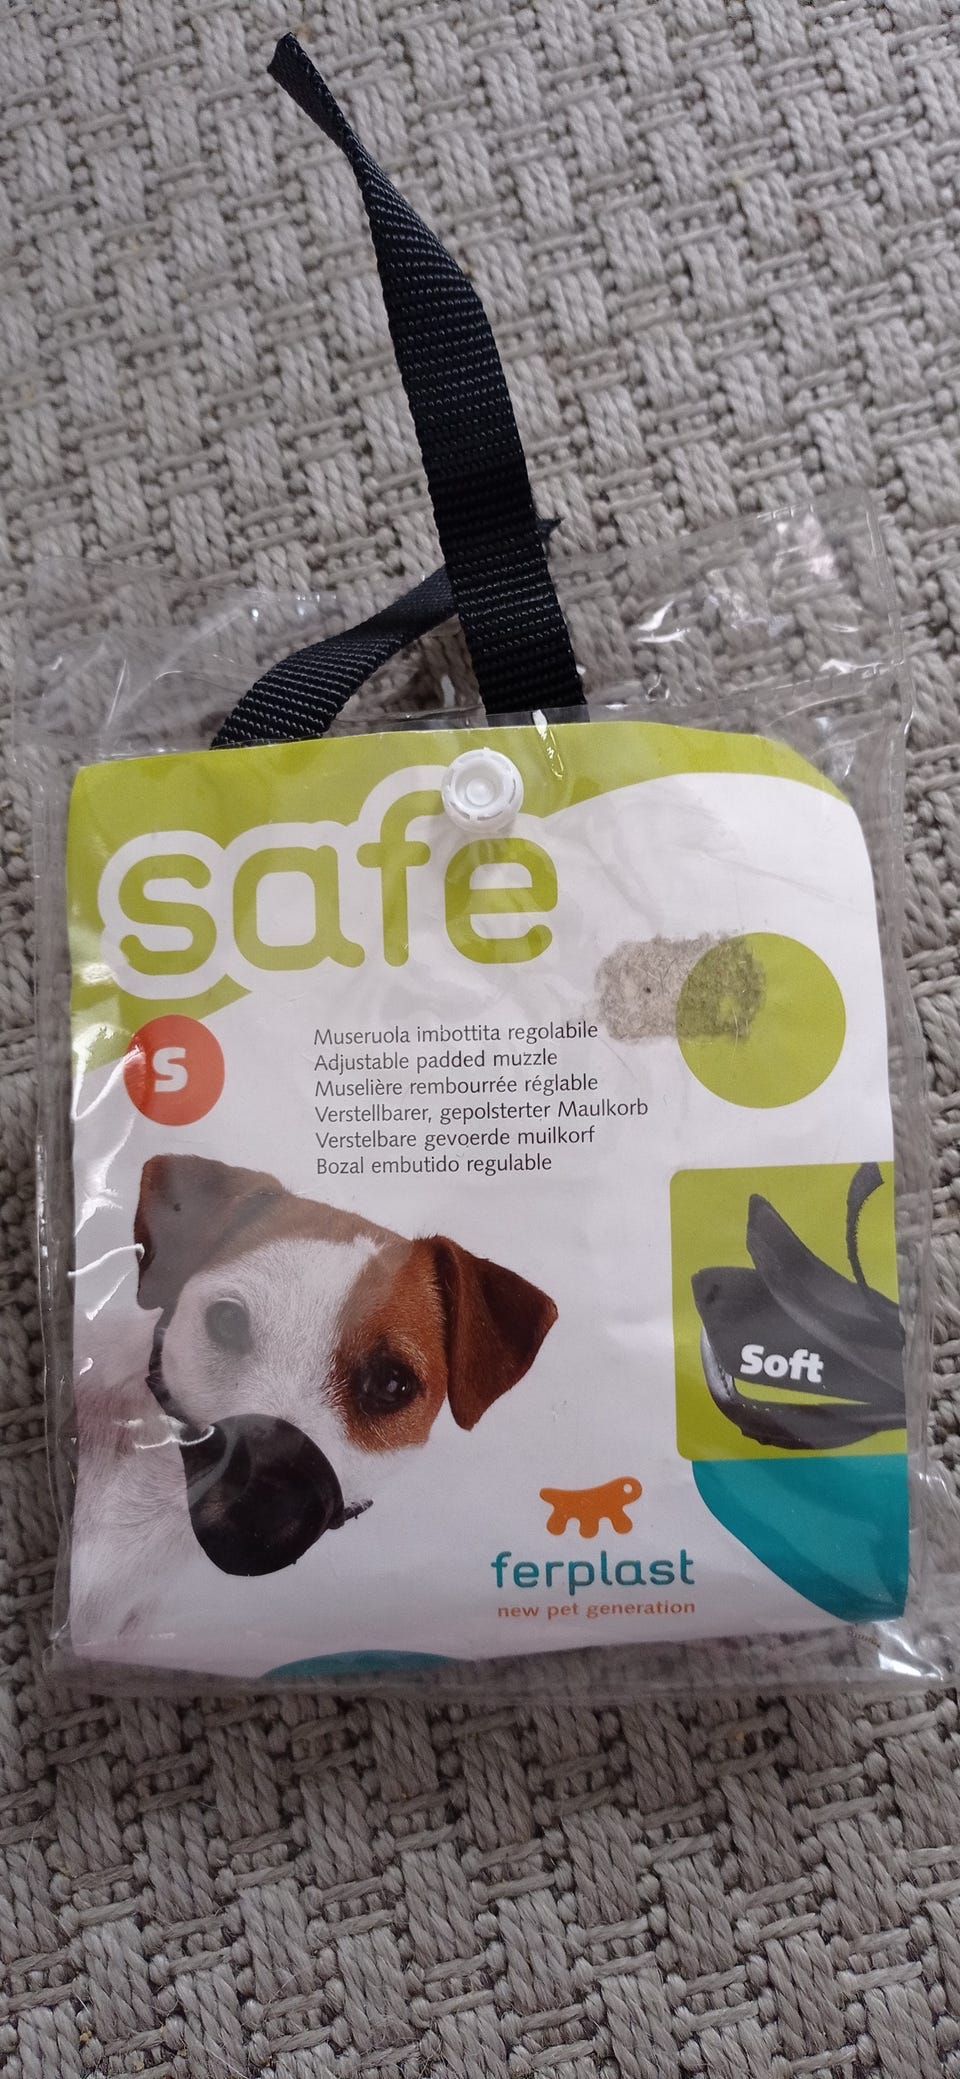 safe
S
Museruola imbottita regolabile
Adjustable padded muzzle
Muselière rembourrée réglable
Verstellbarer, gepolsterter Maulkorb
Verstelbare gevoerde muilkorf
Bozal embutido regulable
Soft
ferplast
new pet generation